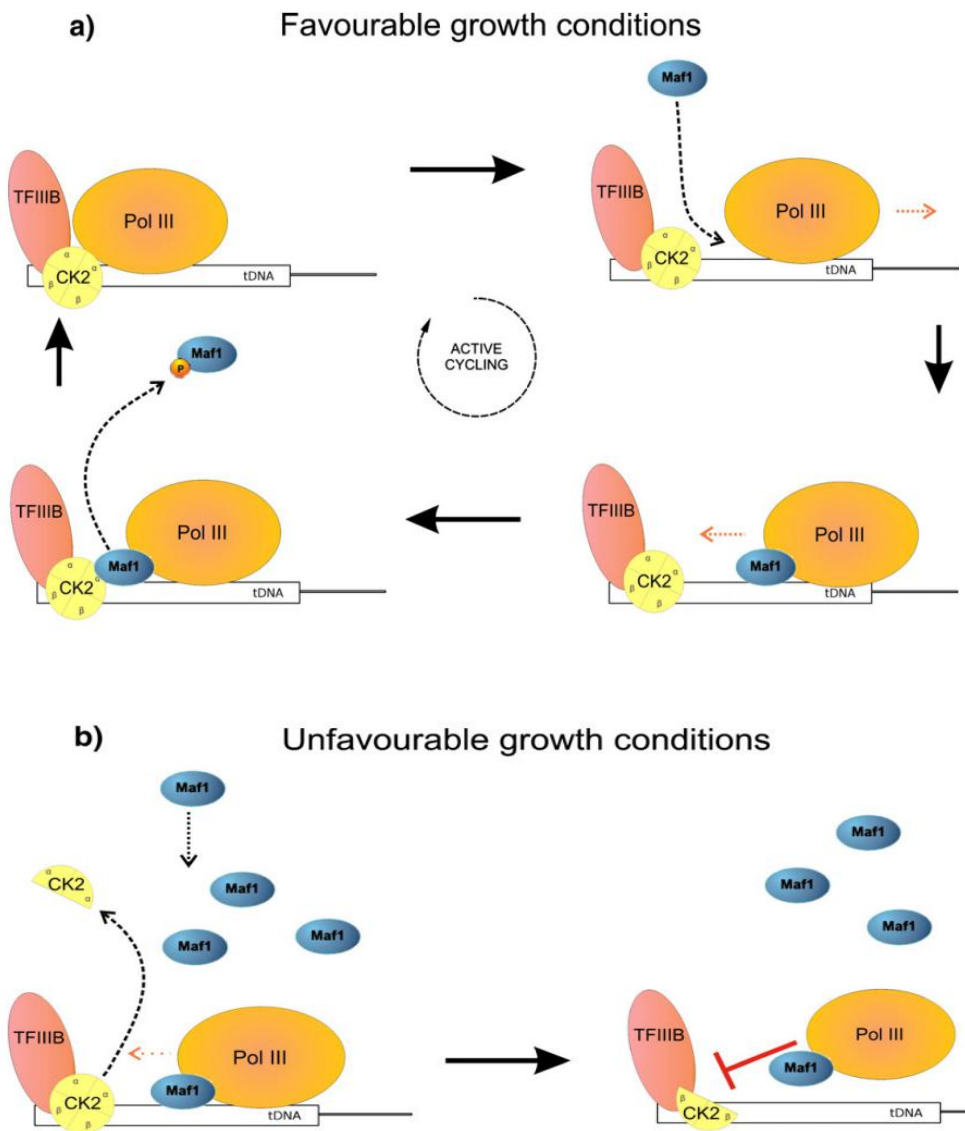 a) Favourable growth conditions
TFIIIB
Pol III
α
CK2 α
β
β
tDNA
Maf1
TFIIIB
Pol III
α
CK2 α
β
β
tDNA
ACTIVE
CYCLING
Maf1
P
TFIIIB
Pol III
α
CK2 α
Maf1
β
β
tDNA
TFIIIB
Pol III
α
CK2 α
Maf1
β
β
tDNA
b) Unfavourable growth conditions
Maf1
α
CK2
α
Maf1
Maf1
Maf1
TFIIIB
Pol III
α
CK2 α
Maf1
β
β
tDNA
Maf1
Maf1
Maf1
TFIIIB
Pol III
Maf1
β
CK2
β
tDNA